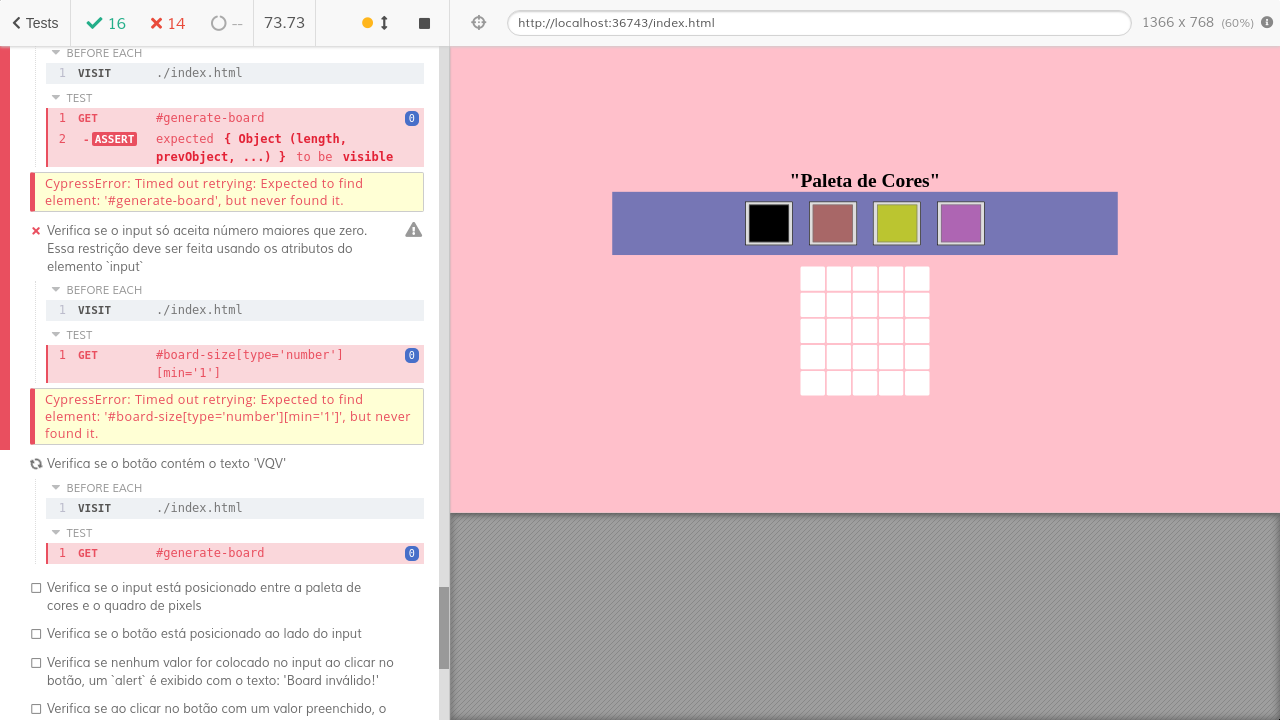 Tests 16 14 -- 73.73
http://localhost:36743/index.html 1366 x 768 (60%)
BEFORE EACH
1 VISIT ./index.html
TEST
1 GET #generate-board 0
2 -ASSERT expected { Object (length,
prevObject, ...) } to be visible
CypressError: Timed out retrying: Expected to find
element: '#generate-board', but never found it.
Verifica se o input só aceita número maiores que zero.
Essa restrição deve ser feita usando os atributos do
elemento `input`
BEFORE EACH
1 VISIT ./index.html
TEST
1 GET #board-size[type='number'] 0
[min='1']
CypressError: Timed out retrying: Expected to find
element: '#board-size[type='number'][min='1']', but never
found it.
Verifica se o botão contém o texto 'VQV'
BEFORE EACH
1 VISIT ./index.html
TEST
1 GET #generate-board 0
Verifica se o input está posicionado entre a paleta de
cores e o quadro de pixels
Verifica se o botão está posicionado ao lado do input
Verifica se nenhum valor for colocado no input ao clicar no
botão, um `alert` é exibido com o texto: 'Board inválido!'
Verifica se ao clicar no botão com um valor preenchido, o
"Paleta de Cores"